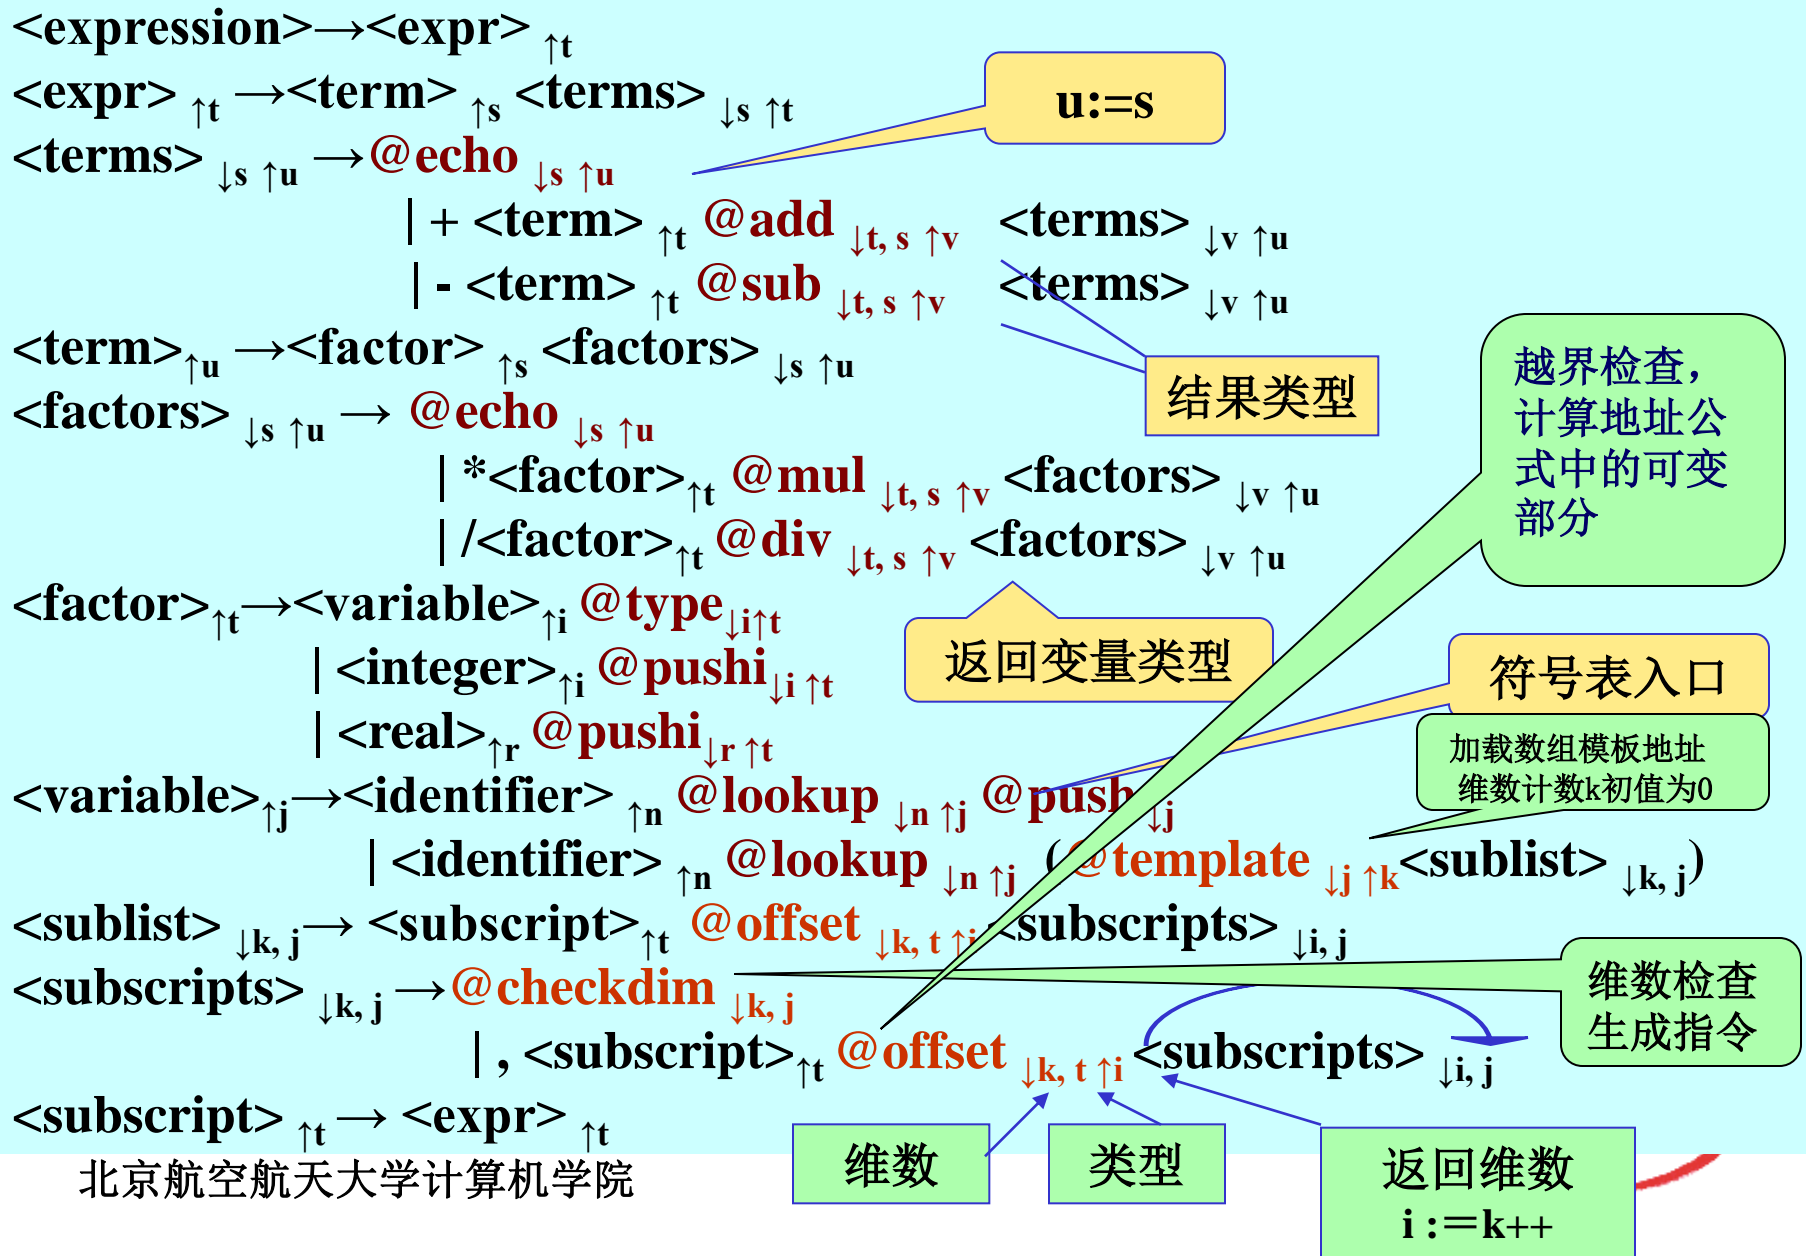 <expression>→<expr> ↑t
<expr> ↑t →<term> ↑s <terms> ↓s ↑t
u:=s
<terms> ↓s ↑u →@echo ↓s ↑u
| + <term> ↑t @add ↓t, s ↑v <terms> ↓v ↑u
| - <term> ↑t @sub ↓t, s ↑v <terms> ↓v ↑u
<term>↑u →<factor> ↑s <factors> ↓s ↑u
结果类型
越界检查,
计算地址公
式中的可变
部分
<factors> ↓s ↑u → @echo ↓s ↑u
| *<factor>↑t @mul ↓t, s ↑v <factors> ↓v ↑u
| /<factor>↑t @div ↓t, s ↑v <factors> ↓v ↑u
<factor>↑t→<variable>↑i @type↓i↑t
返回变量类型
| <integer>↑i @pushi↓i ↑t
符号表入口
| <real>↑r @pushi↓r ↑t
加载数组模板地址
维数计数k初值为0
<variable>↑j→<identifier> ↑n @lookup ↓n ↑j @push↓j
| <identifier> ↑n @lookup ↓n ↑j (@template ↓j ↑k<sublist> ↓k, j)
<sublist> ↓k, j→ <subscript>↑t @offset ↓k, t ↑i <subscripts> ↓i, j
<subscripts> ↓k, j →@checkdim ↓k, j
维数检查
生成指令
| , <subscript>↑t @offset ↓k, t ↑i <subscripts> ↓i, j
<subscript> ↑t → <expr> ↑t
维数
类型
返回维数
i :=k++
北京航空航天大学计算机学院